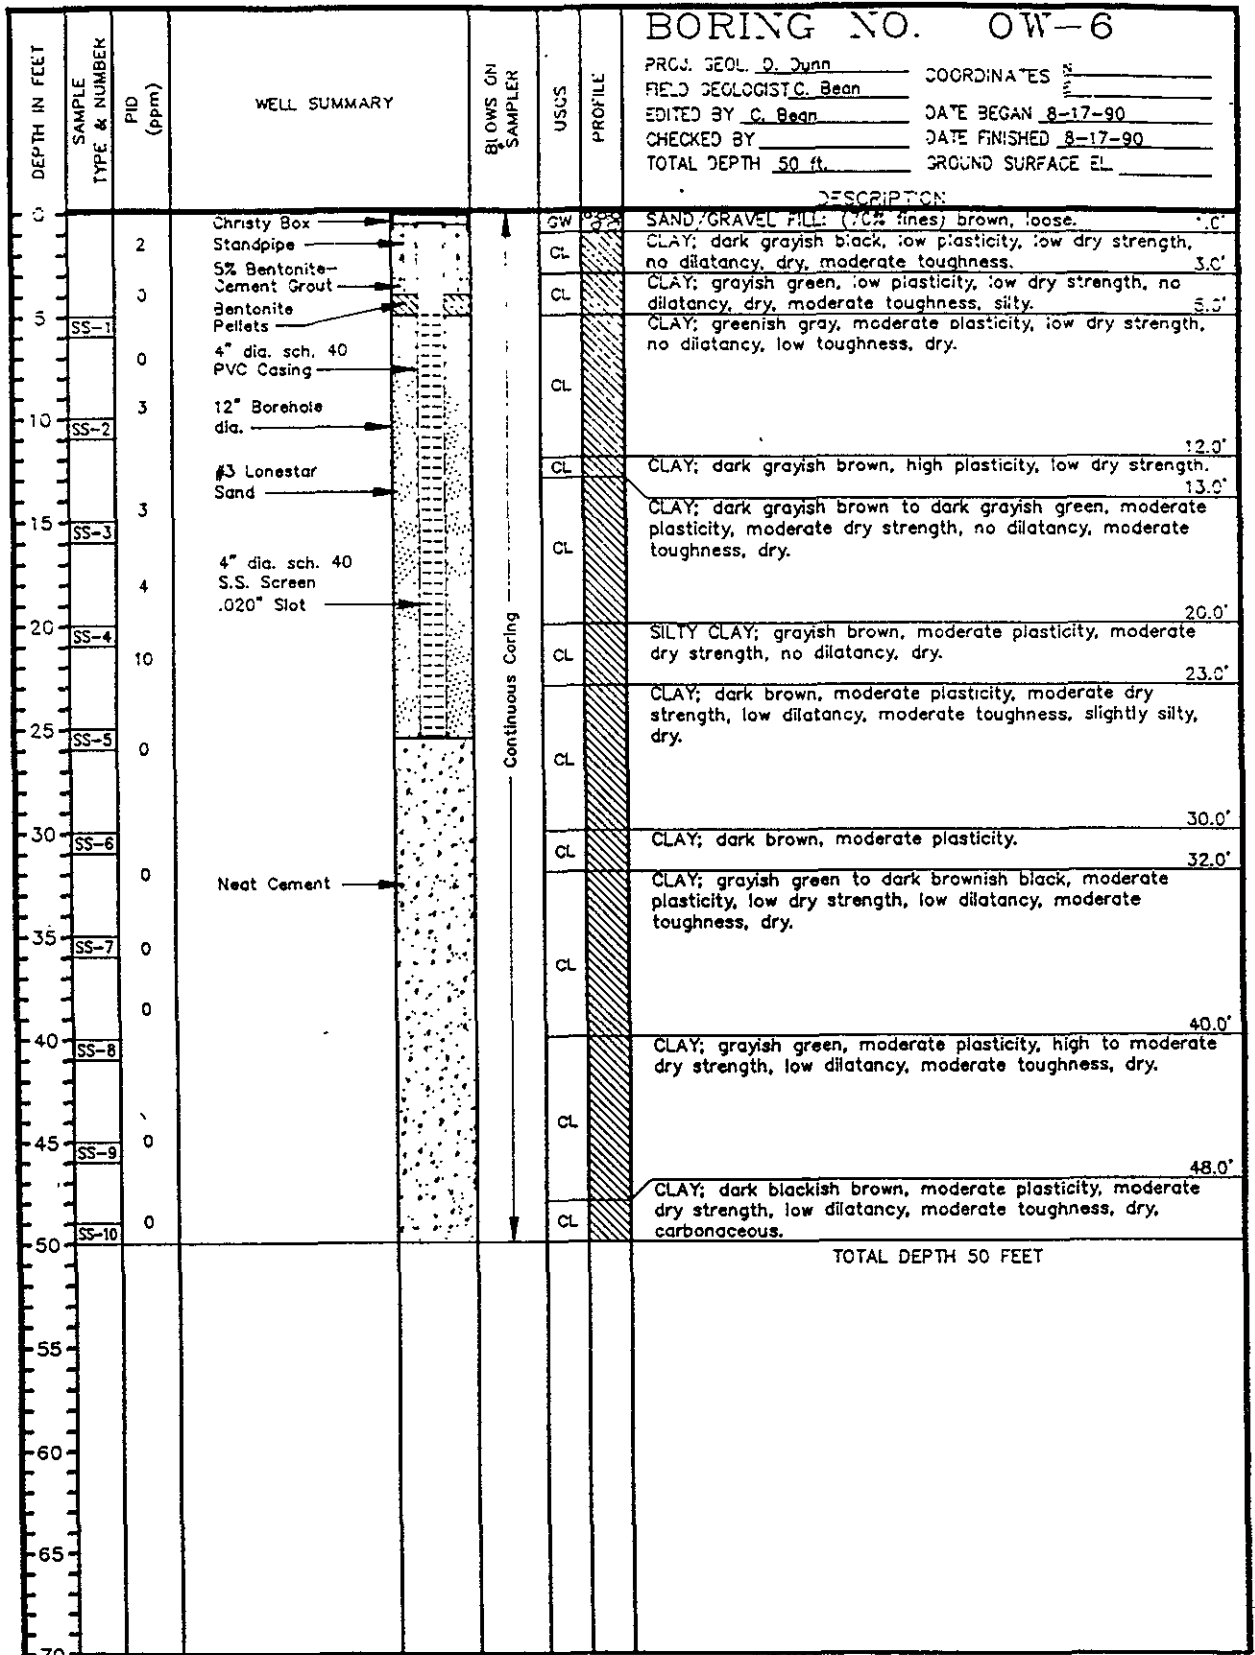 BORING NO. OW-6
PROJ. GEOL. D. Dunn
FIELD GEOLOGIST C. Bean
EDITED BY C. Bean
CHECKED BY
TOTAL DEPTH 50 ft.
COORDINATES N
E
DATE BEGAN 8-17-90
DATE FINISHED 8-17-90
GROUND SURFACE EL.
DEPTH IN FEET
SAMPLE
TYPE & NUMBER
PID
(ppm)
WELL SUMMARY
BLOWS ON
SAMPLER
USCS
PROFILE
DESCRIPTION
0
5
10
15
20
25
30
35
40
45
50
55
60
65
70
SS-1
SS-2
SS-3
SS-4
SS-5
SS-6
SS-7
SS-8
SS-9
SS-10
2
0
0
3
3
4
10
0
0
0
0
0
0
Christy Box
Standpipe
5% Bentonite-
Cement Grout
Bentonite
Pellets
4" dia. sch. 40
PVC Casing
12" Borehole
dia.
#3 Lonestar
Sand
4" dia. sch. 40
S.S. Screen
.020" Slot
Neat Cement
Continuous Coring
GW
CL
CL
CL
CL
CL
CL
CL
CL
CL
CL
CL
SAND/GRAVEL FILL: (70% fines) brown, loose. 1.0'
CLAY; dark grayish black, low plasticity, low dry strength,
no dilatancy, dry, moderate toughness. 3.0'
CLAY; grayish green, low plasticity, low dry strength, no
dilatancy, dry, moderate toughness, silty. 5.0'
CLAY; greenish gray, moderate plasticity, low dry strength,
no dilatancy, low toughness, dry.
12.0'
CLAY; dark grayish brown, high plasticity, low dry strength.
13.0'
CLAY; dark grayish brown to dark grayish green, moderate
plasticity, moderate dry strength, no dilatancy, moderate
toughness, dry.
20.0'
SILTY CLAY; grayish brown, moderate plasticity, moderate
dry strength, no dilatancy, dry.
23.0'
CLAY; dark brown, moderate plasticity, moderate dry
strength, low dilatancy, moderate toughness, slightly silty,
dry.
30.0'
CLAY; dark brown, moderate plasticity.
32.0'
CLAY; grayish green to dark brownish black, moderate
plasticity, low dry strength, low dilatancy, moderate
toughness, dry.
40.0'
CLAY; grayish green, moderate plasticity, high to moderate
dry strength, low dilatancy, moderate toughness, dry.
48.0'
CLAY; dark blackish brown, moderate plasticity, moderate
dry strength, low dilatancy, moderate toughness, dry,
carbonaceous.
TOTAL DEPTH 50 FEET